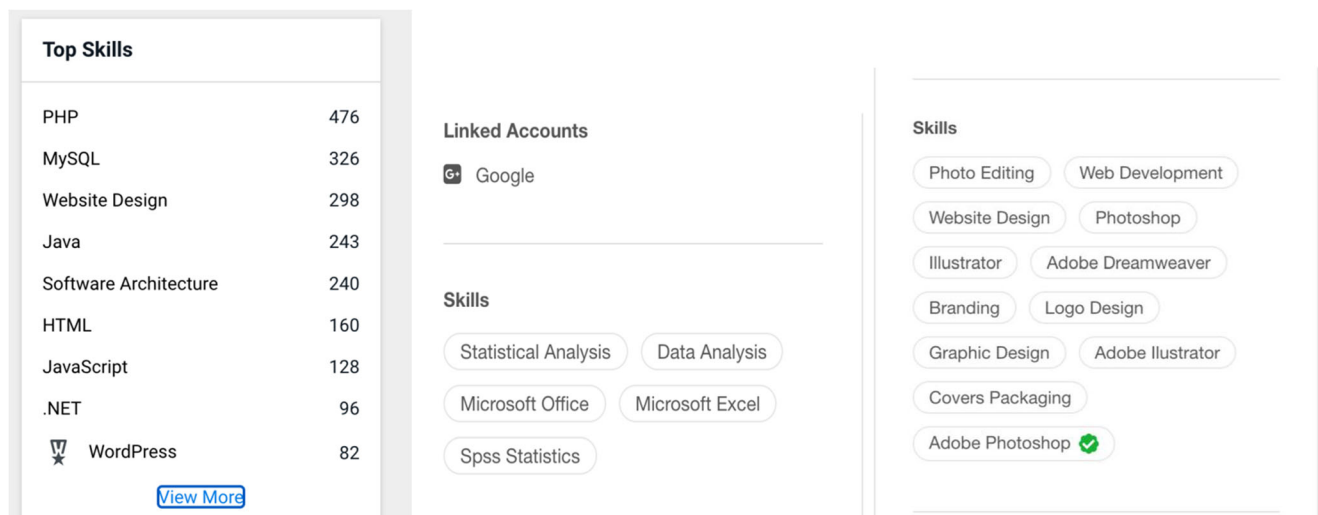 Top Skills
PHP 476
MySQL 326
Website Design 298
Java 243
Software Architecture 240
HTML 160
JavaScript 128
.NET 96
WordPress 82
View More
Linked Accounts
G+ Google
Skills
Statistical Analysis Data Analysis
Microsoft Office Microsoft Excel
Spss Statistics
Skills
Photo Editing Web Development
Website Design Photoshop
Illustrator Adobe Dreamweaver
Branding Logo Design
Graphic Design Adobe Ilustrator
Covers Packaging
Adobe Photoshop